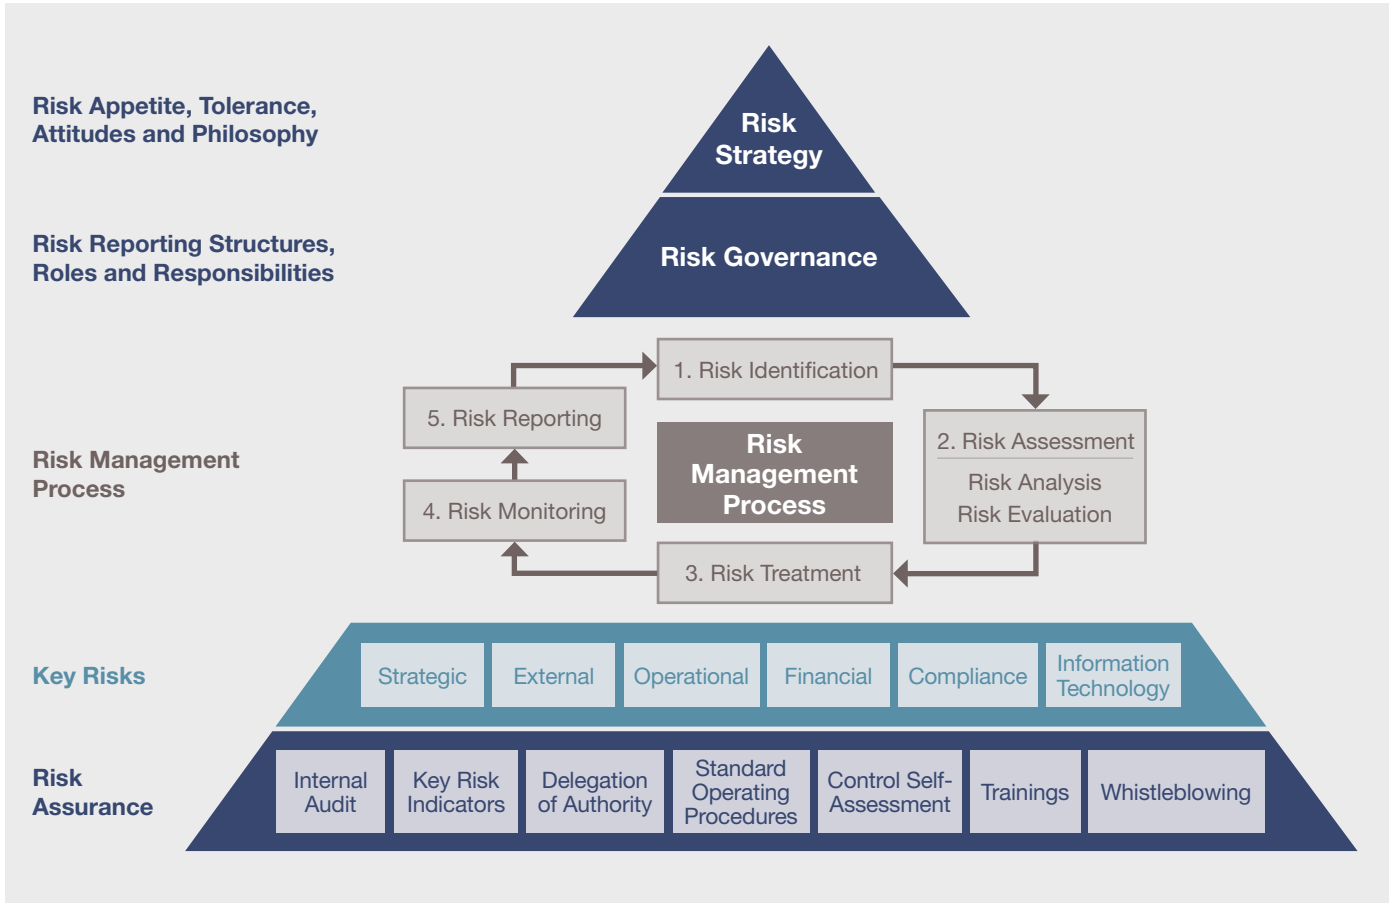 Risk Appetite, Tolerance,
Attitudes and Philosophy
Risk
Strategy
Risk Reporting Structures,
Roles and Responsibilities
Risk Governance
Risk Management
Process
1. Risk Identification
2. Risk Assessment
Risk Analysis
Risk Evaluation
3. Risk Treatment
4. Risk Monitoring
5. Risk Reporting
Risk
Management
Process
Key Risks
Strategic
External
Operational
Financial
Compliance
Information
Technology
Risk
Assurance
Internal
Audit
Key Risk
Indicators
Delegation
of Authority
Standard
Operating
Procedures
Control Self-
Assessment
Trainings
Whistleblowing